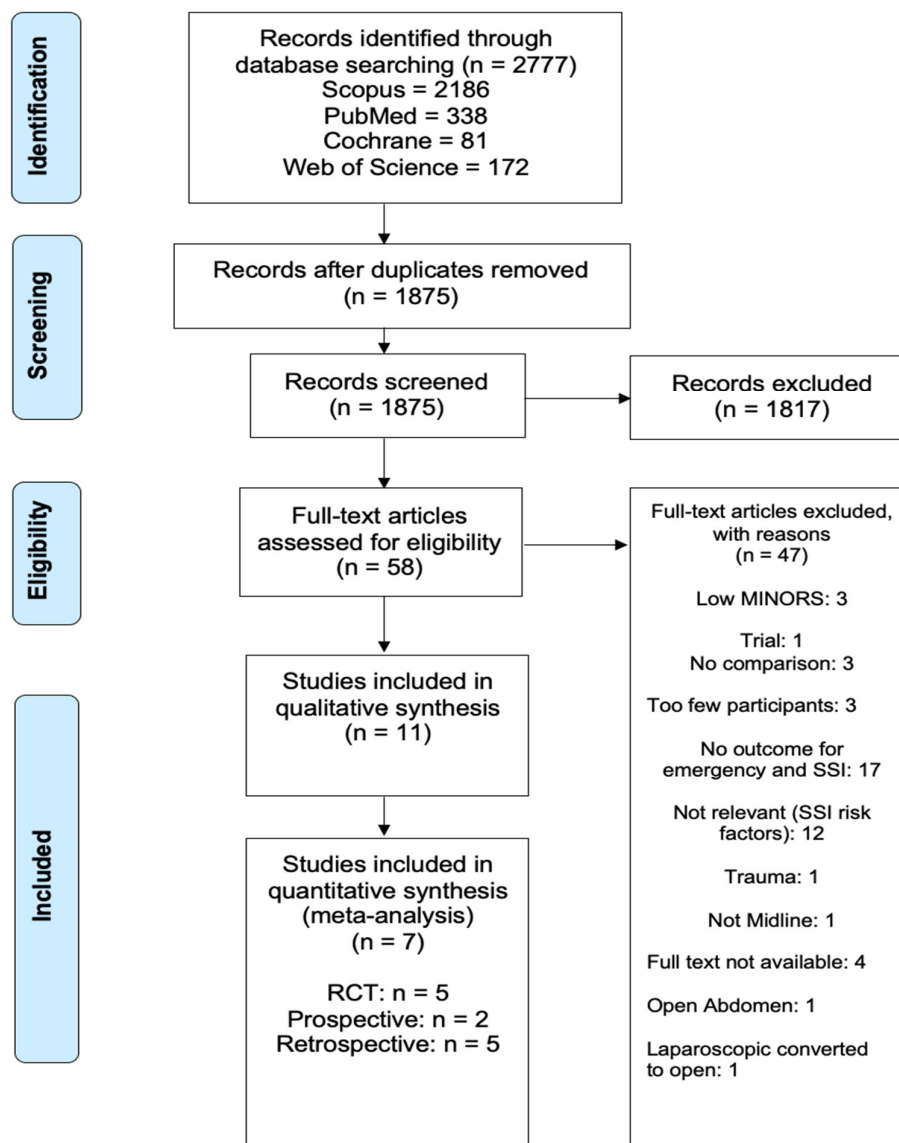 Identification
Records identified through
database searching (n = 2777)
Scopus = 2186
PubMed = 338
Cochrane = 81
Web of Science = 172
Screening
Records after duplicates removed
(n = 1875)
Records screened
(n = 1875)
Records excluded
(n = 1817)
Eligibility
Full-text articles
assessed for eligibility
(n = 58)
Full-text articles excluded,
with reasons
(n = 47)
Low MINORS: 3
Trial: 1
No comparison: 3
Too few participants: 3
No outcome for
emergency and SSI: 17
Not relevant (SSI risk
factors): 12
Trauma: 1
Not Midline: 1
Full text not available: 4
Open Abdomen: 1
Laparoscopic converted
to open: 1
Included
Studies included in
qualitative synthesis
(n = 11)
Studies included in
quantitative synthesis
(meta-analysis)
(n = 7)
RCT: n = 5
Prospective: n = 2
Retrospective: n = 5